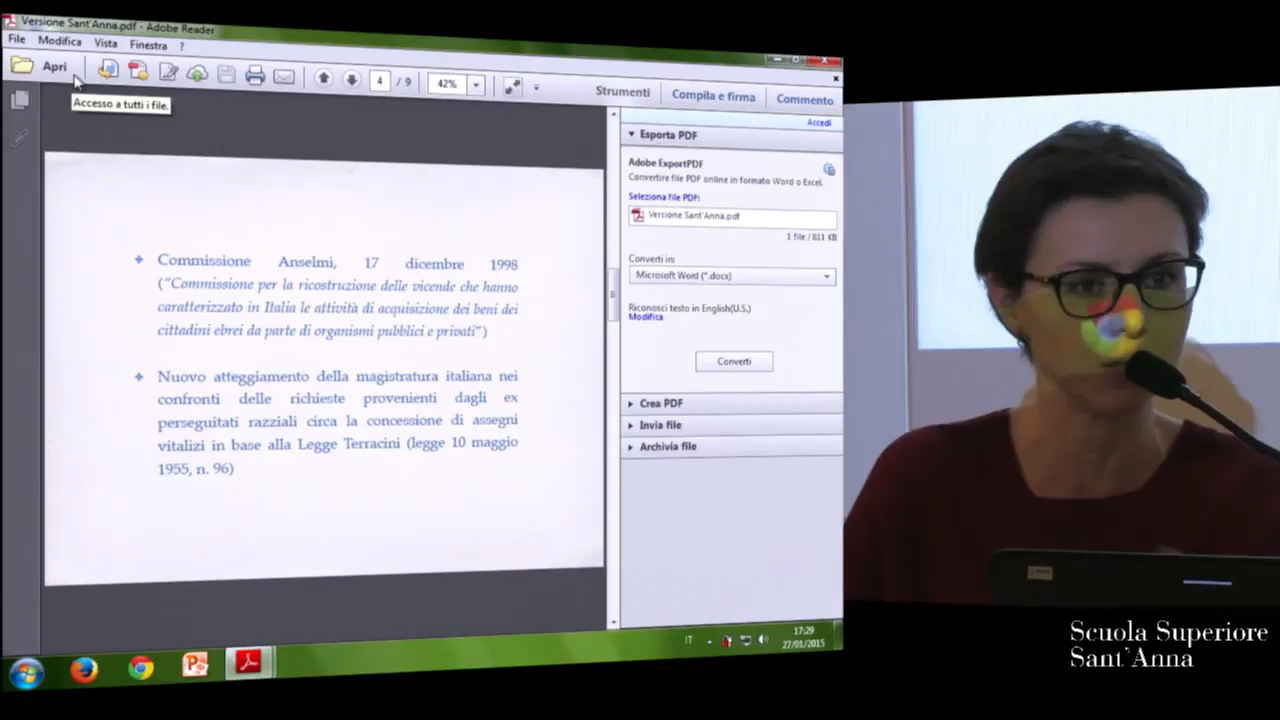 Versione Sant'Anna.pdf - Adobe Reader
File Modifica Vista Finestra ?
Apri
4 / 9
42%
Strumenti
Compila e firma
Commento
Accesso a tutti i file.
Accedi
❖ Commissione Anselmi, 17 dicembre 1998
("Commissione per la ricostruzione delle vicende che hanno
caratterizzato in Italia le attività di acquisizione dei beni dei
cittadini ebrei da parte di organismi pubblici e privati")
❖ Nuovo atteggiamento della magistratura italiana nei
confronti delle richieste provenienti dagli ex
perseguitati razziali circa la concessione di assegni
vitalizi in base alla Legge Terracini (legge 10 maggio
1955, n. 96)
Esporta PDF
Adobe ExportPDF
Convertire file PDF online in formato Word o Excel.
Seleziona file PDF:
Versione Sant'Anna.pdf
1 file / 811 KB
Converti in:
Microsoft Word (*.docx)
Riconosci testo in English(U.S.)
Modifica
Converti
Crea PDF
Invia file
Archivia file
IT
17:29
27/01/2015
Scuola Superiore
Sant'Anna